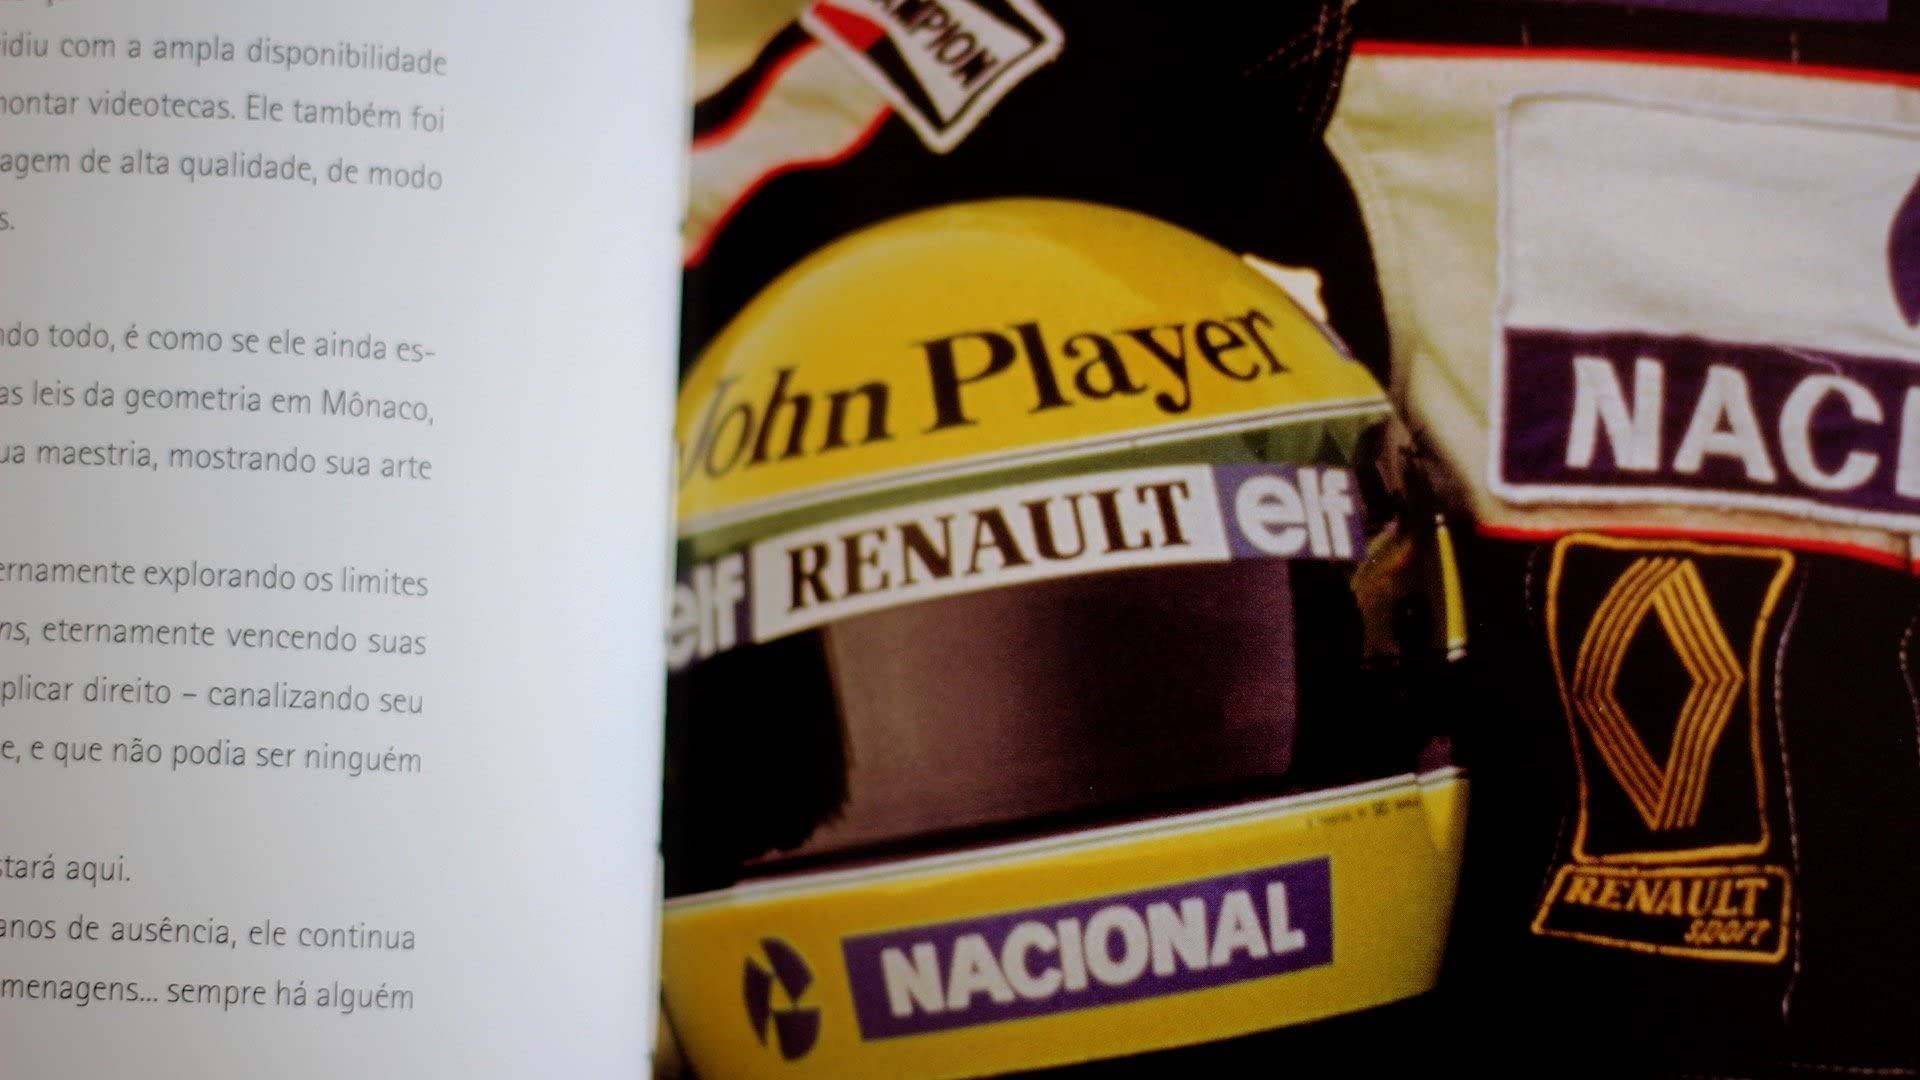 idiu com a ampla disponibilidade
montar videotecas. Ele também foi
agem de alta qualidade, de modo
s.
ndo todo, é como se ele ainda es-
as leis da geometria em Mônaco,
ua maestria, mostrando sua arte
ernamente explorando os limites
ns, eternamente vencendo suas
plicar direito – canalizando seu
e, e que não podia ser ninguém
tará aqui.
anos de ausência, ele continua
menagens... sempre há alguém
AMPION
John Player
elf RENAULT elf
NACIONAL
NACI
RENAULT
sport